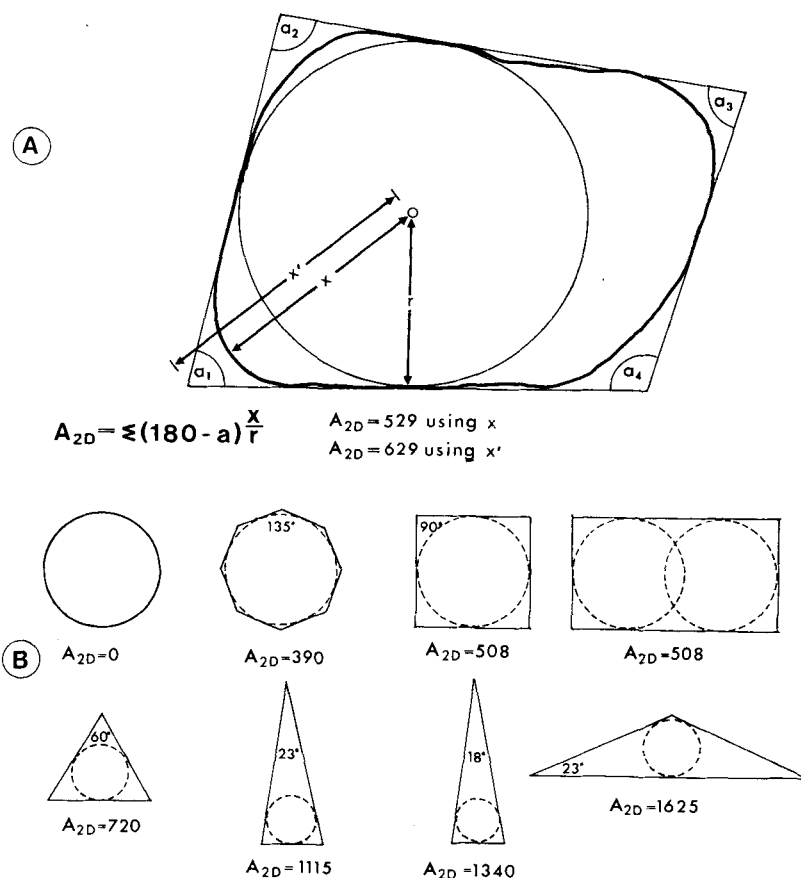 a₂
a₃
A
x'
x
r
a₁
a₄
A₂D = Σ(180 - a) x/r
A₂D = 529 using x
A₂D = 629 using x'
135°
90°
A₂D = 0
A₂D = 390
A₂D = 508
A₂D = 508
B
60°
23°
18°
23°
A₂D = 720
A₂D = 1115
A₂D = 1340
A₂D = 1625